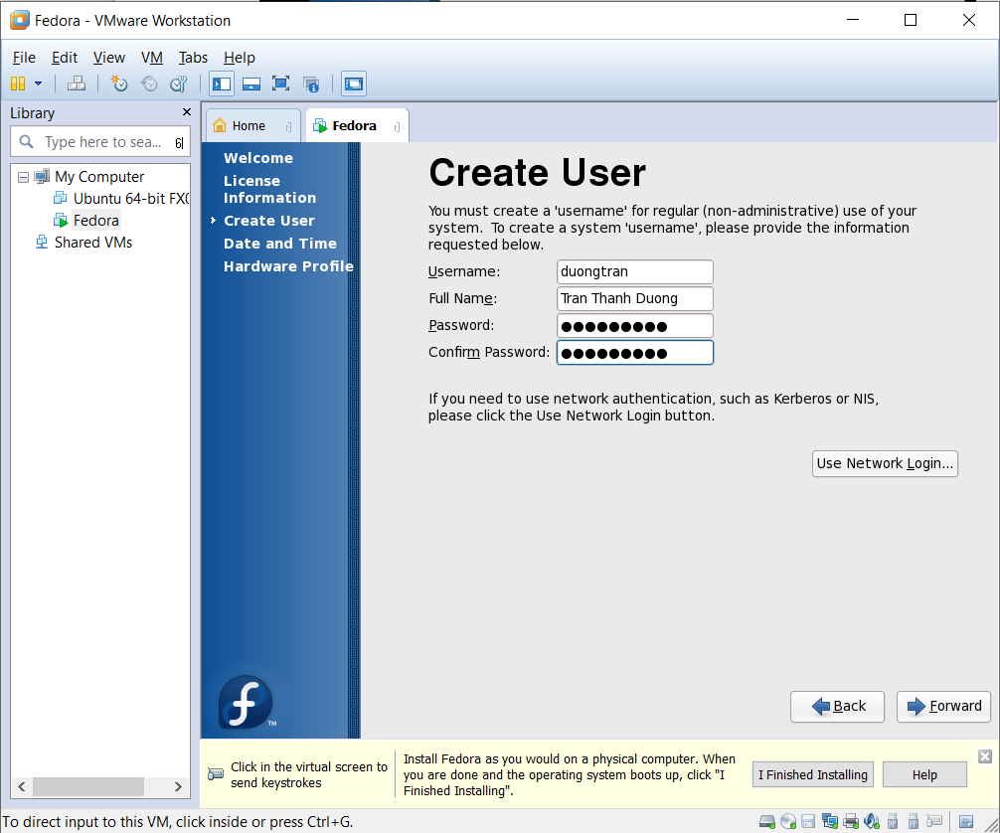 Fedora - VMware Workstation
File Edit View VM Tabs Help
Library
Type here to sea...
My Computer
Ubuntu 64-bit FX
Fedora
Shared VMs
Home
Fedora
Welcome
License
Information
Create User
Date and Time
Hardware Profile
Create User
You must create a 'username' for regular (non-administrative) use of your
system. To create a system 'username', please provide the information
requested below.
Username: duongtran
Full Name: Tran Thanh Duong
Password: ●●●●●●●●●
Confirm Password: ●●●●●●●●●
If you need to use network authentication, such as Kerberos or NIS,
please click the Use Network Login button.
Use Network Login...
f TM
Back Forward
Click in the virtual screen to
send keystrokes
Install Fedora as you would on a physical computer. When
you are done and the operating system boots up, click "I
Finished Installing".
I Finished Installing
Help
To direct input to this VM, click inside or press Ctrl+G.